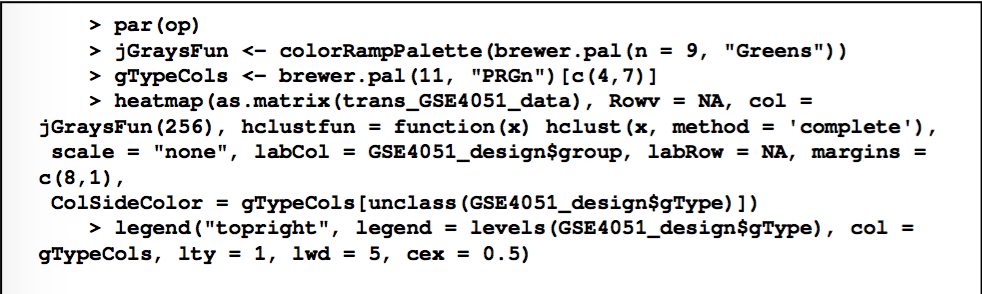 > par(op)
> jGraysFun <- colorRampPalette(brewer.pal(n = 9, "Greens"))
> gTypeCols <- brewer.pal(11, "PRGn")[c(4,7)]
> heatmap(as.matrix(trans_GSE4051_data), Rowv = NA, col =
jGraysFun(256), hclustfun = function(x) hclust(x, method = 'complete'),
scale = "none", labCol = GSE4051_design$group, labRow = NA, margins =
c(8,1),
ColSideColor = gTypeCols[unclass(GSE4051_design$gType)])
> legend("topright", legend = levels(GSE4051_design$gType), col =
gTypeCols, lty = 1, lwd = 5, cex = 0.5)